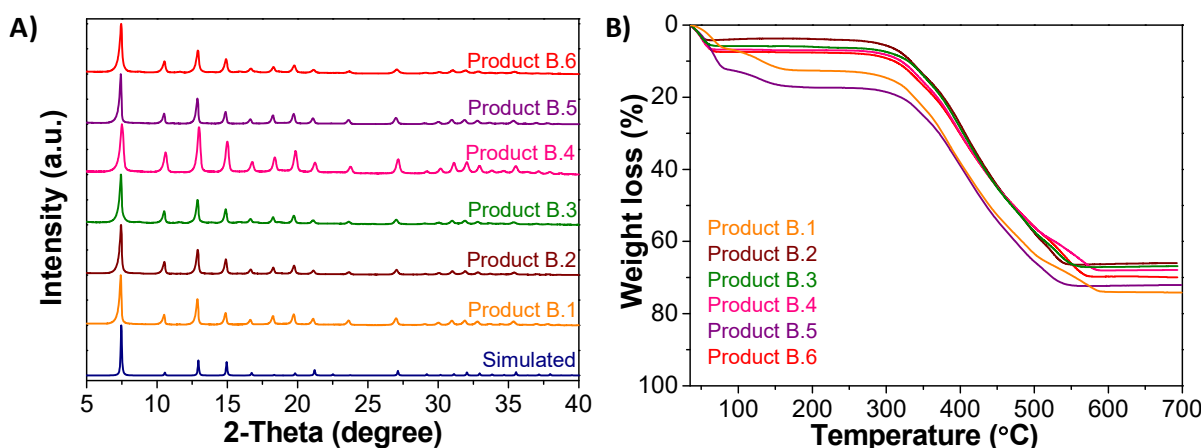 A)
Intensity (a.u.)
Product B.6
Product B.5
Product B.4
Product B.3
Product B.2
Product B.1
Simulated
5 10 15 20 25 30 35 40
2-Theta (degree)
B)
Weight loss (%)
0
20
40
60
80
100
Product B.1
Product B.2
Product B.3
Product B.4
Product B.5
Product B.6
100 200 300 400 500 600 700
Temperature (°C)